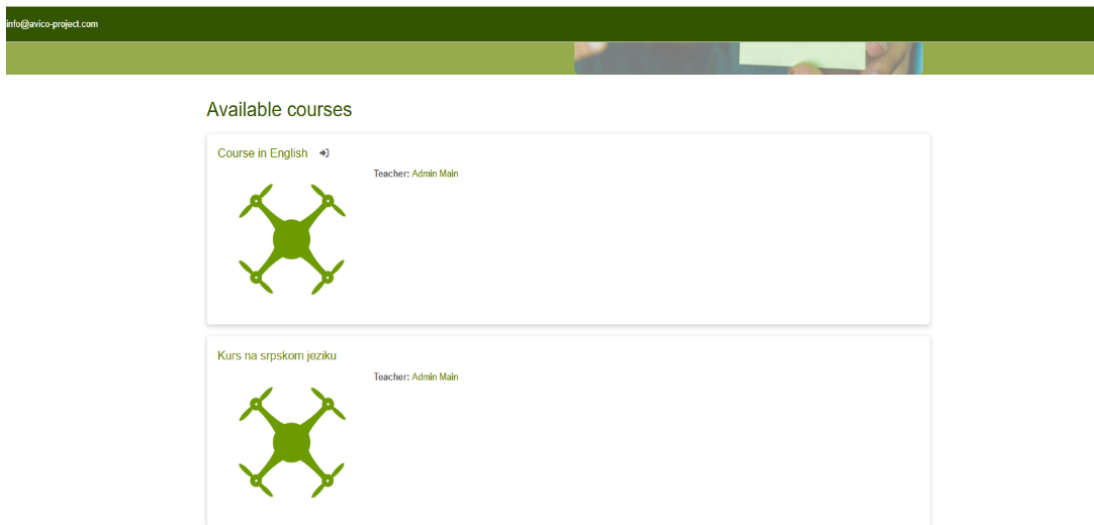 info@avico-project.com
Available courses
Course in English
Teacher: Admin Main
Kurs na srpskom jeziku
Teacher: Admin Main